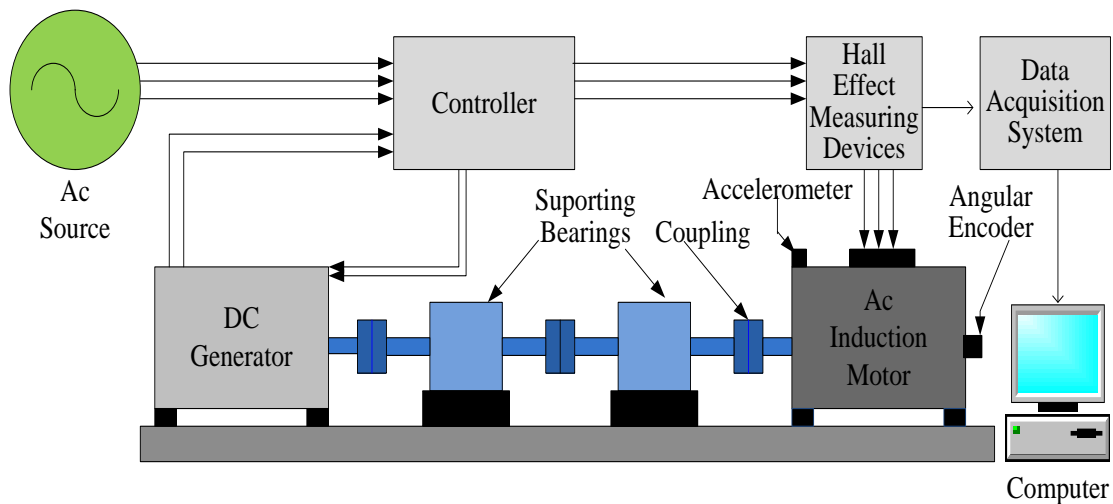 Ac
Source
Controller
Hall
Effect
Measuring
Devices
Data
Acquisition
System
Suporting
Bearings
Coupling
Accelerometer
Angular
Encoder
DC
Generator
Ac
Induction
Motor
Computer